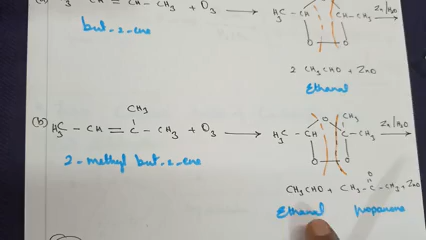 CH = CH - CH₃ + O₃ ⟶ H₃C - CH CH - CH₃ Zn/H₂O
but-2-ene
O O
2 CH₃CHO + ZnO
Ethanal
CH₃
O CH₃
(b) H₃C - CH = C - CH₃ + O₃ ⟶ H₃C - CH C - CH₃ Zn/H₂O
2-methyl but-2-ene
O O
O
CH₃CHO + CH₃-C-CH₃ + ZnO
Ethanal propanone